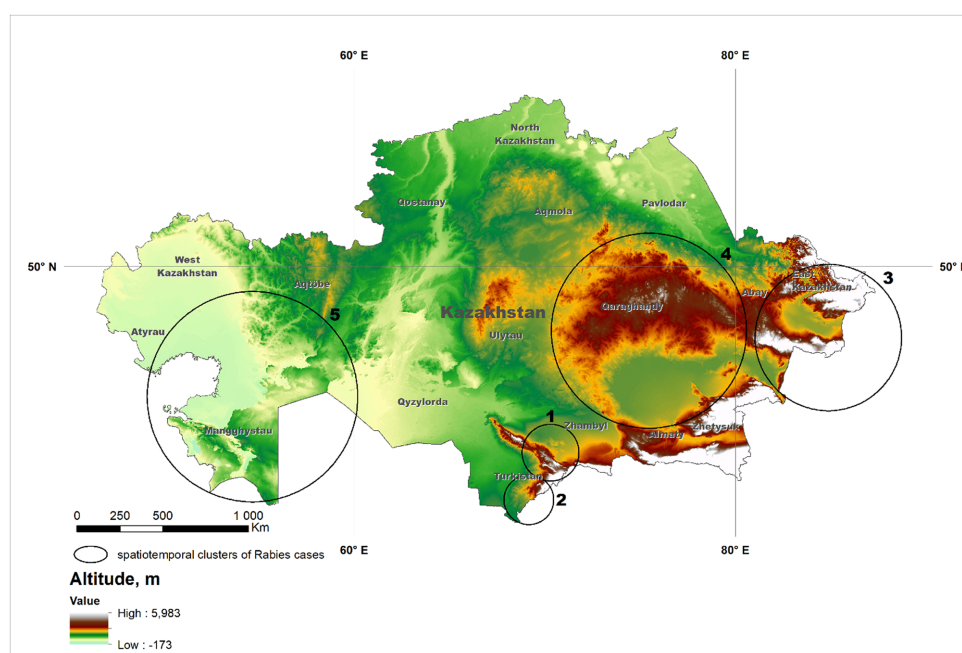 60° E
80° E
North
Kazakhstan
Qostanay
Pavlodar
Aqmola
50° N
50° N
West
Kazakhstan
4
3
East
Kazakhstan
Aqtöbe
Abay
Qaraghandy
5
Kazakhstan
Atyrau
Ulytau
Qyzylorda
1
Zhambyl
Zhetysuk
Almaty
Mangghystau
Turkistan
2
0 250 500 1 000
Km
60° E
80° E
spatiotemporal clusters of Rabies cases
Altitude, m
Value
High : 5,983
Low : -173